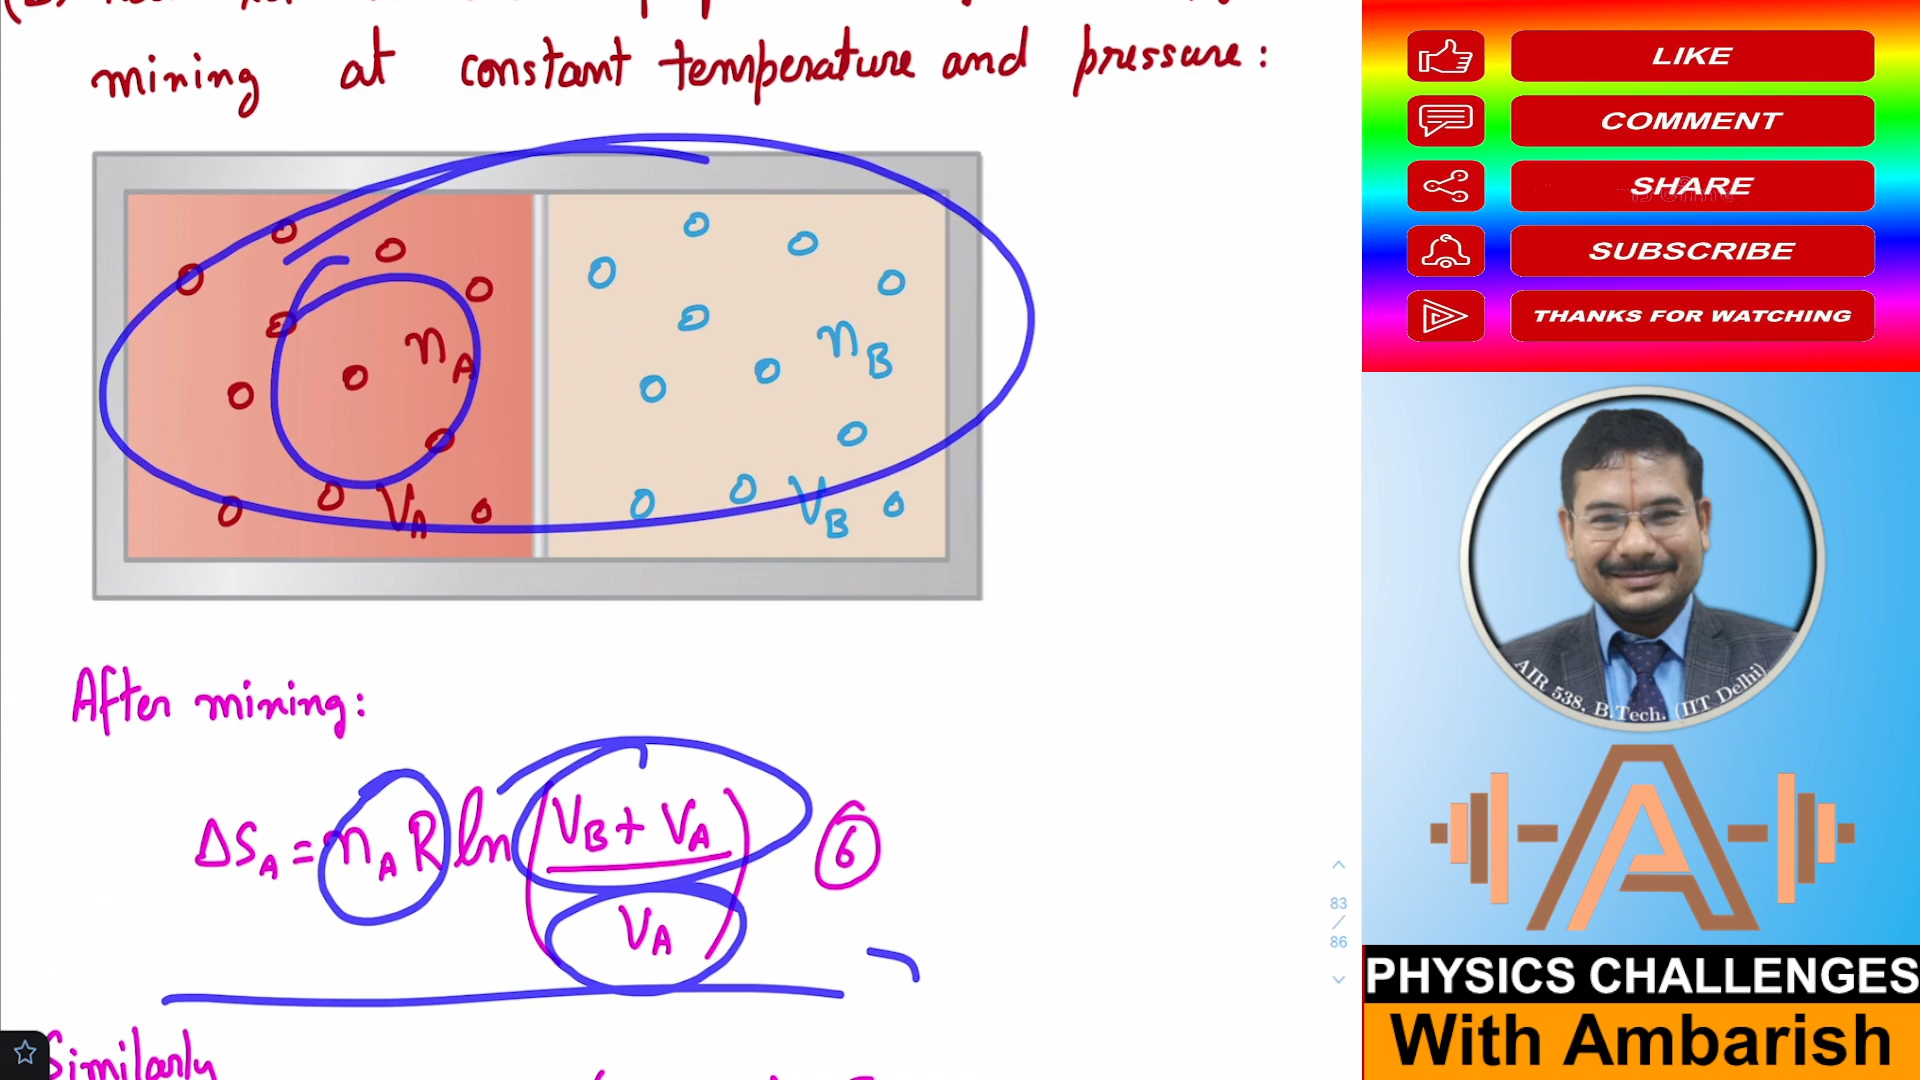 mixing at constant temperature and pressure:
n_A
n_B
V_A
V_B
After mixing:
ΔS_A = n_A R ln ((V_B + V_A) / V_A) ⑥
Similarly
83
/
86
LIKE
COMMENT
SHARE
SUBSCRIBE
THANKS FOR WATCHING
AIR 538, B.Tech. (IIT Delhi)
PHYSICS CHALLENGES
With Ambarish